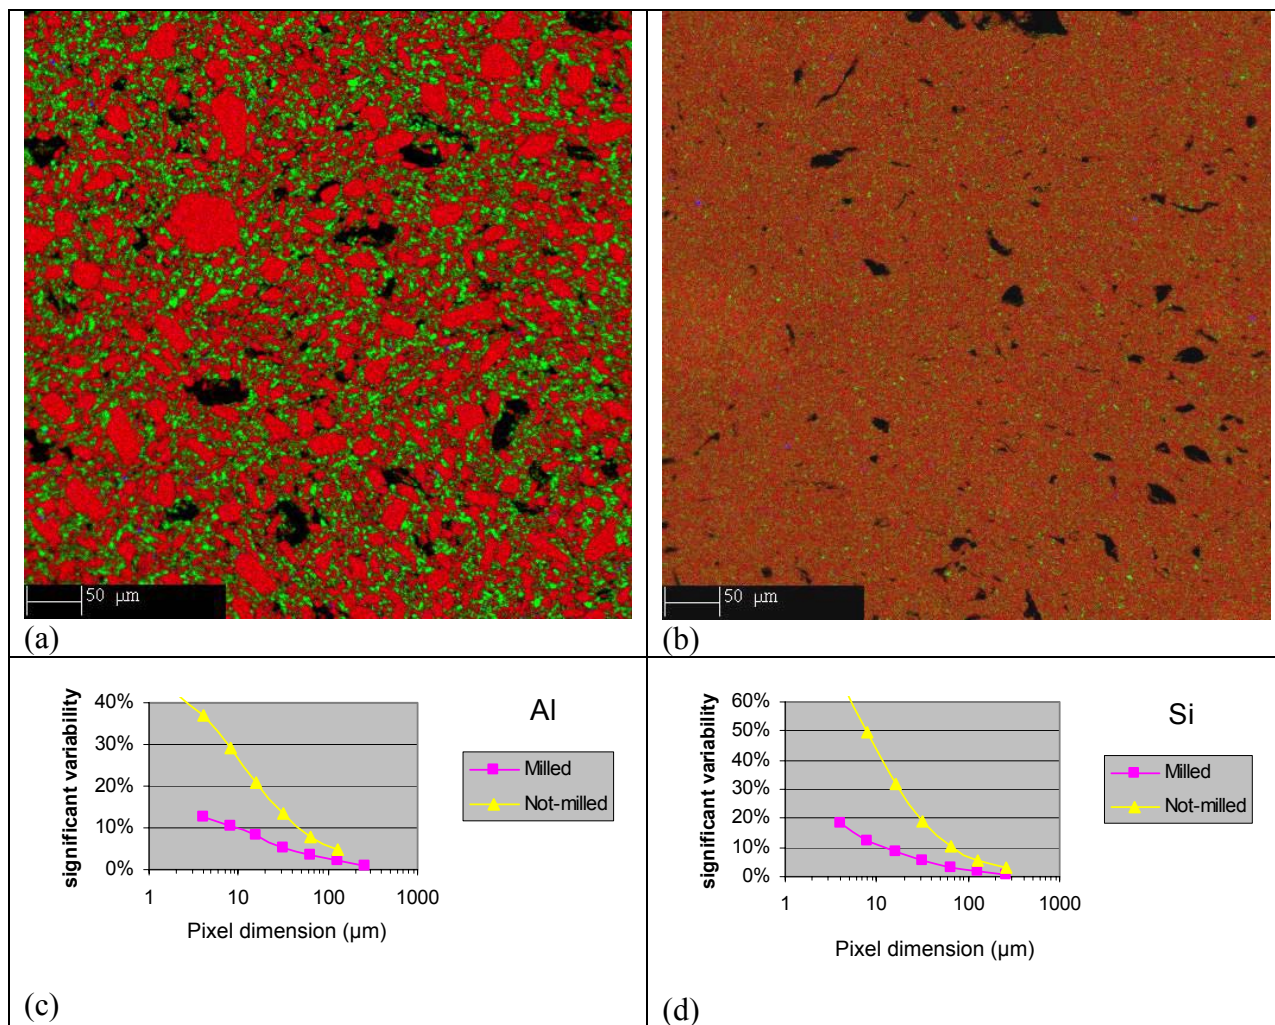 50 µm
(a)
50 µm
(b)
40%
30%
20%
10%
0%
1 10 100 1000
significant variability
Pixel dimension (µm)
Al
Milled
Not-milled
(c)
60%
50%
40%
30%
20%
10%
0%
1 10 100 1000
significant variability
Pixel dimension (µm)
Si
Milled
Not-milled
(d)